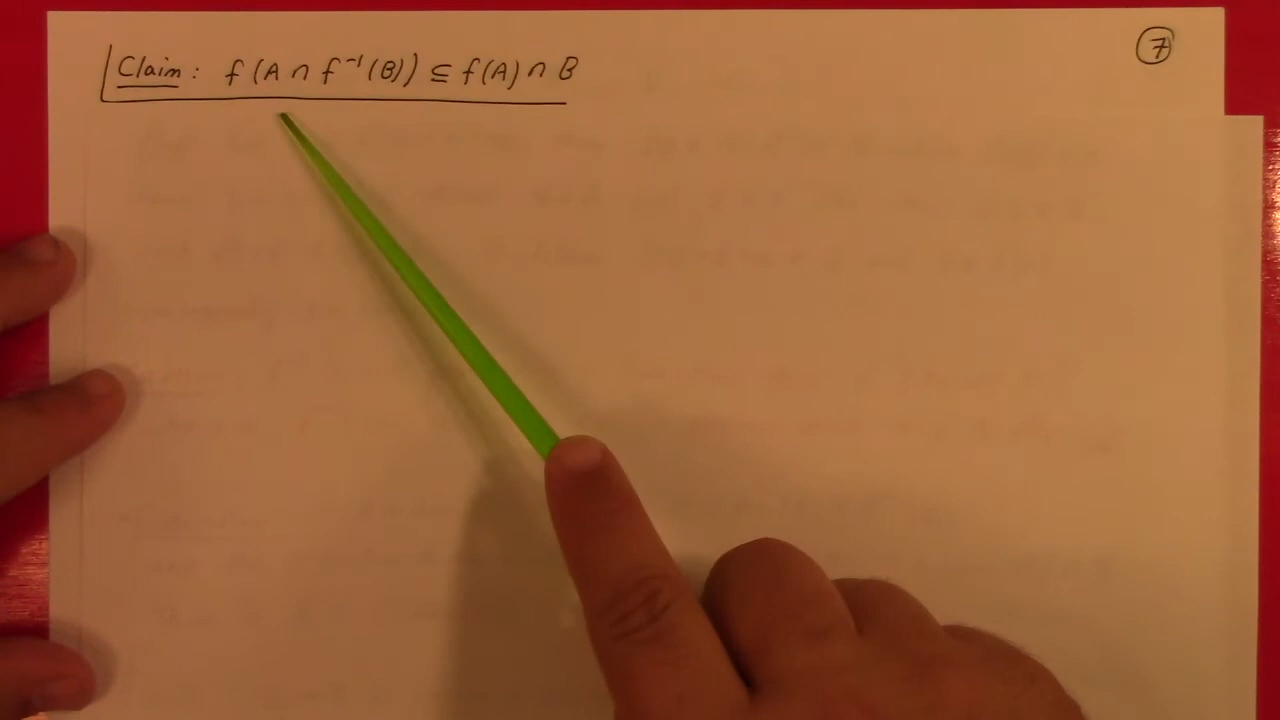 Claim: f(A ∩ f⁻¹(B)) ⊆ f(A) ∩ B
7